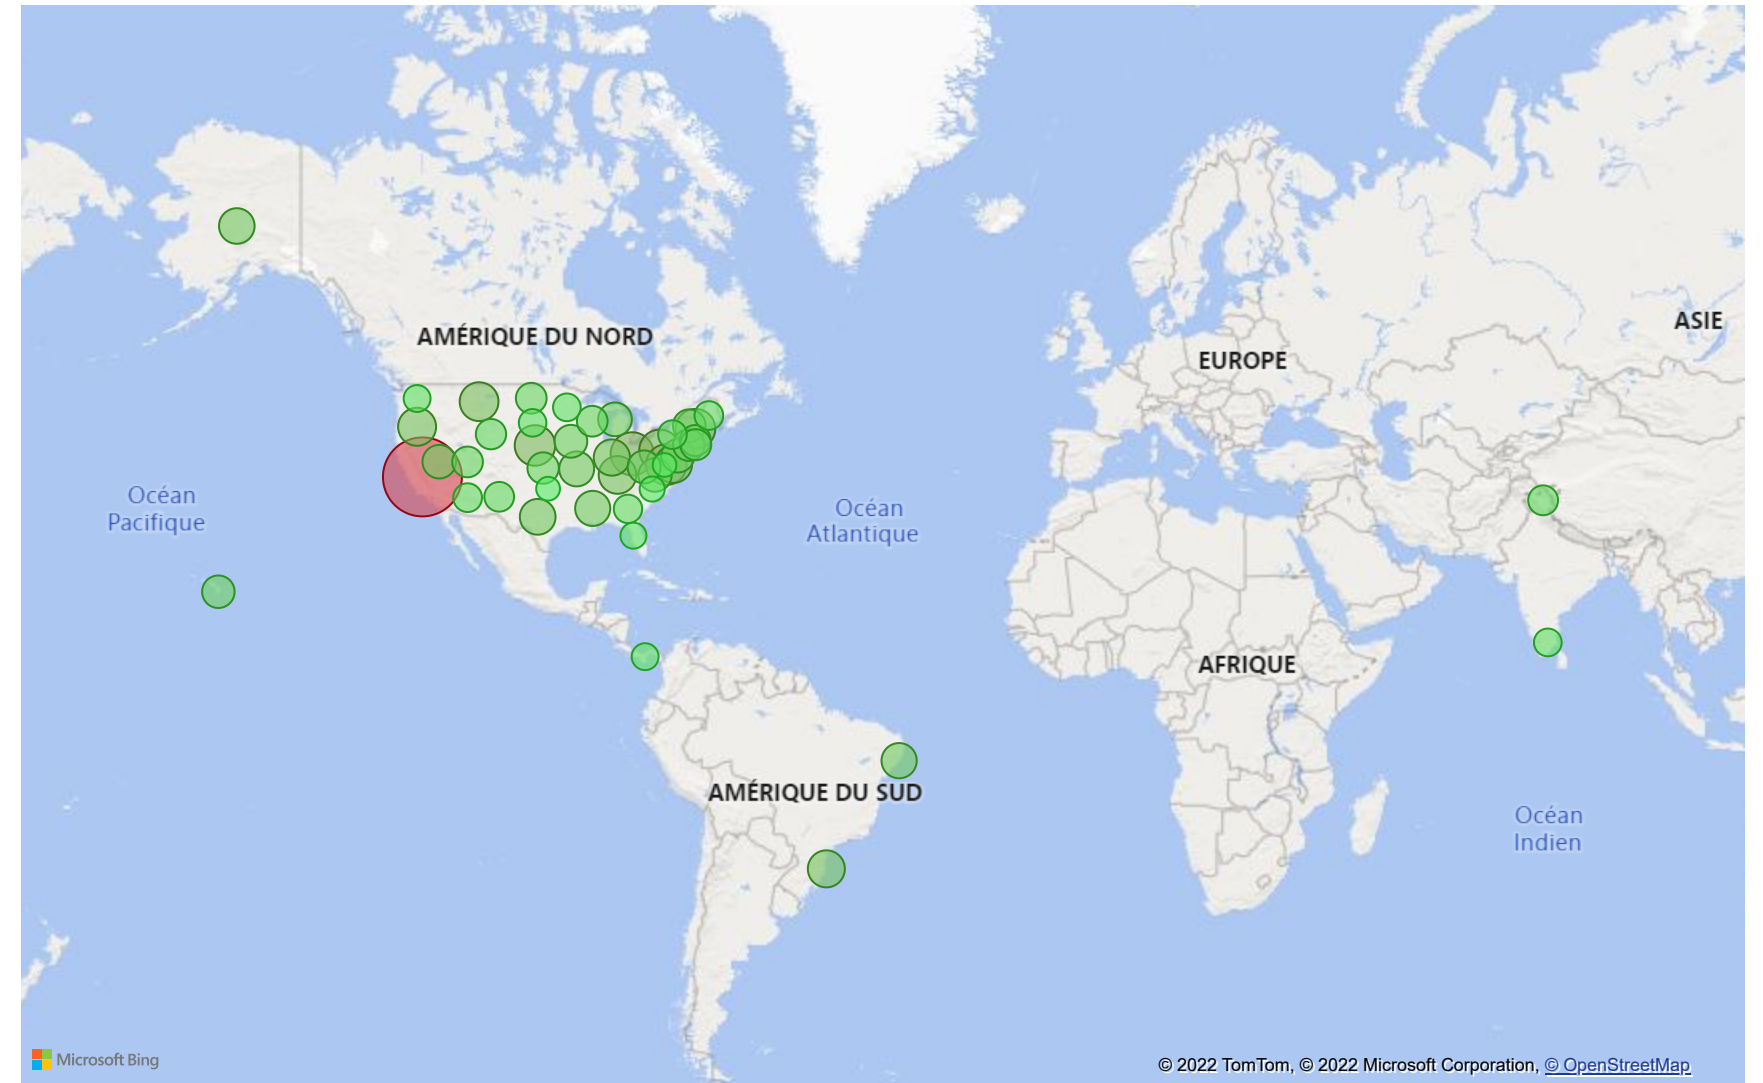 AMÉRIQUE DU NORD
ASIE
EUROPE
Océan
Pacifique
Océan
Atlantique
AFRIQUE
AMÉRIQUE DU SUD
Océan
Indien
Microsoft Bing
© 2022 TomTom, © 2022 Microsoft Corporation, © OpenStreetMap